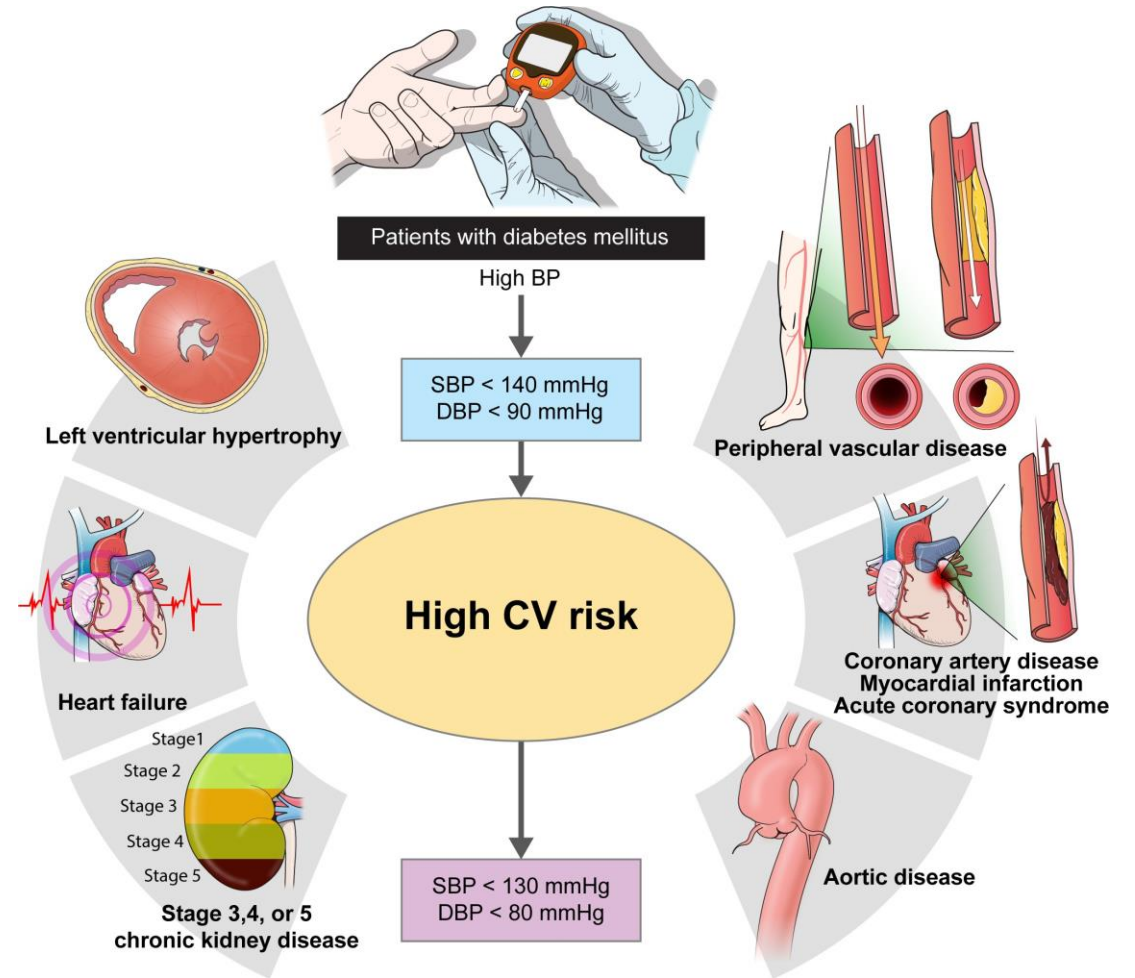 Patients with diabetes mellitus
High BP
SBP < 140 mmHg
DBP < 90 mmHg
High CV risk
SBP < 130 mmHg
DBP < 80 mmHg
Left ventricular hypertrophy
Heart failure
Stage1
Stage 2
Stage 3
Stage 4
Stage 5
Stage 3,4, or 5
chronic kidney disease
Peripheral vascular disease
Coronary artery disease
Myocardial infarction
Acute coronary syndrome
Aortic disease